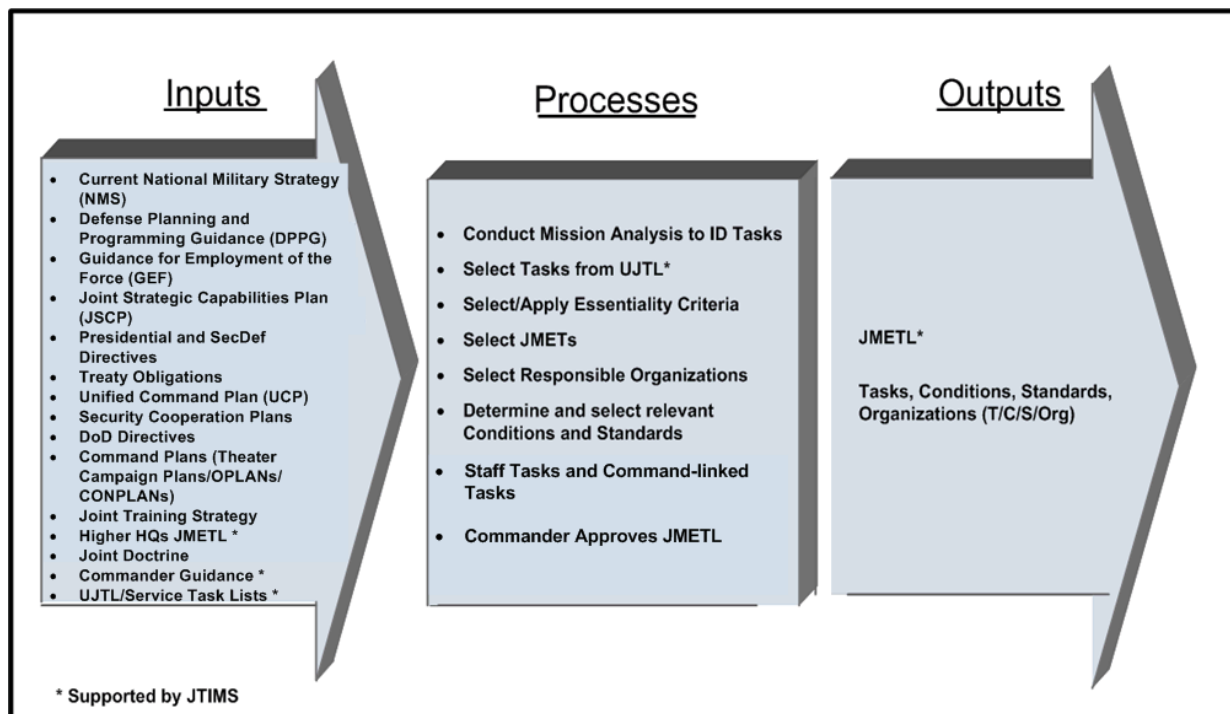 Inputs
• Current National Military Strategy
(NMS)
• Defense Planning and
Programming Guidance (DPPG)
• Guidance for Employment of the
Force (GEF)
• Joint Strategic Capabilities Plan
(JSCP)
• Presidential and SecDef
Directives
• Treaty Obligations
• Unified Command Plan (UCP)
• Security Cooperation Plans
• DoD Directives
• Command Plans (Theater
Campaign Plans/OPLANs/
CONPLANs)
• Joint Training Strategy
• Higher HQs JMETL *
• Joint Doctrine
• Commander Guidance *
• UJTL/Service Task Lists *
Processes
• Conduct Mission Analysis to ID Tasks
• Select Tasks from UJTL*
• Select/Apply Essentiality Criteria
• Select JMETs
• Select Responsible Organizations
• Determine and select relevant
Conditions and Standards
• Staff Tasks and Command-linked
Tasks
• Commander Approves JMETL
Outputs
JMETL*
Tasks, Conditions, Standards,
Organizations (T/C/S/Org)
* Supported by JTIMS